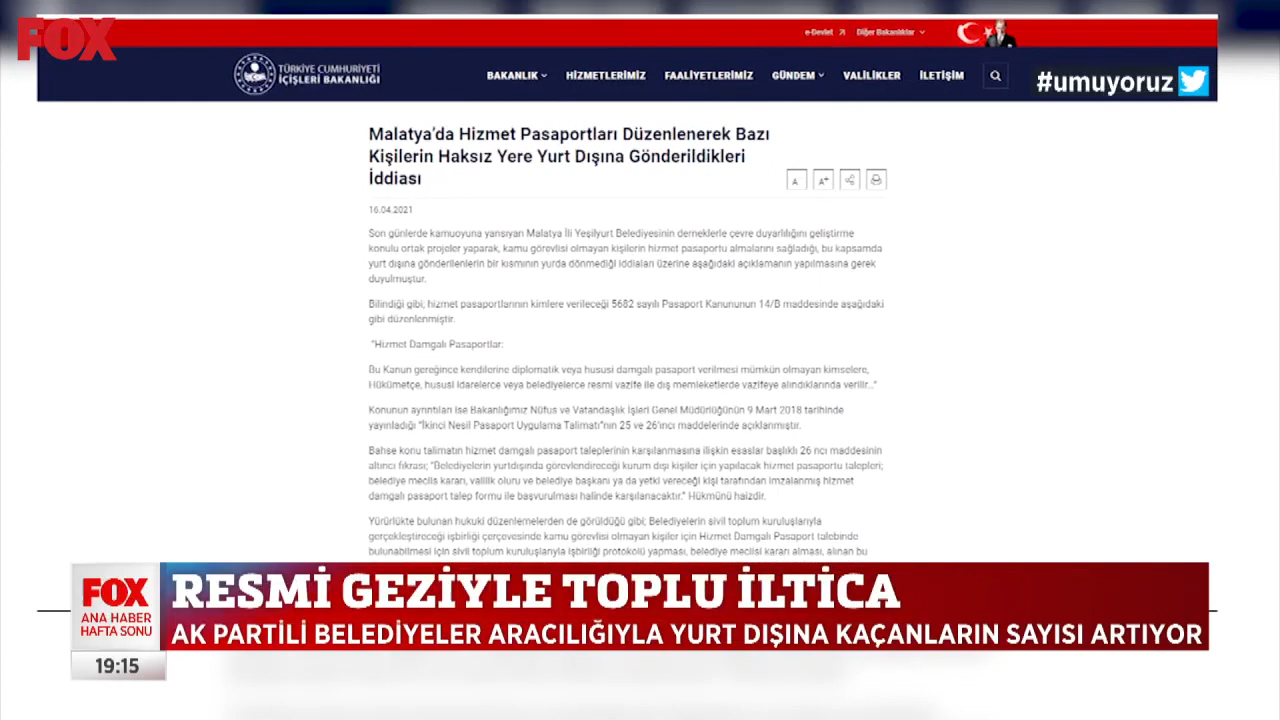 FOX
e-Devlet
Diğer Bakanlıklar
TÜRKİYE CUMHURİYETİ
İÇİŞLERİ BAKANLIĞI
BAKANLIK
HİZMETLERİMİZ
FAALİYETLERİMİZ
GÜNDEM
VALİLİKLER
İLETİŞİM
#umuyoruz
Malatya'da Hizmet Pasaportları Düzenlenerek Bazı
Kişilerin Haksız Yere Yurt Dışına Gönderildikleri
İddiası
A-
A+
16.04.2021
Son günlerde kamuoyuna yansıyan Malatya İli Yeşilyurt Belediyesinin derneklerle çevre duyarlılığını geliştirme
konulu ortak projeler yaparak, kamu görevlisi olmayan kişilerin hizmet pasaportu almalarını sağladığı, bu kapsamda
yurt dışına gönderilenlerin bir kısmının yurda dönmediği iddiaları üzerine aşağıdaki açıklamanın yapılmasına gerek
duyulmuştur.
Bilindiği gibi; hizmet pasaportlarının kimlere verileceği 5682 sayılı Pasaport Kanununun 14/B maddesinde aşağıdaki
gibi düzenlenmiştir.
"Hizmet Damgalı Pasaportlar:
Bu Kanun gereğince kendilerine diplomatik veya hususi damgalı pasaport verilmesi mümkün olmayan kimselere,
Hükümetçe, hususi idarelerce veya belediyelerce resmi vazife ile dış memleketlerde vazifeye alındıklarında verilir..."
Konunun ayrıntıları ise Bakanlığımız Nüfus ve Vatandaşlık İşleri Genel Müdürlüğünün 9 Mart 2018 tarihinde
yayınladığı "İkinci Nesil Pasaport Uygulama Talimatı"nın 25 ve 26'ıncı maddelerinde açıklanmıştır.
Bahse konu talimatın hizmet damgalı pasaport taleplerinin karşılanmasına ilişkin esaslar başlıklı 26 ncı maddesinin
altıncı fıkrası; "Belediyelerin yurtdışında görevlendireceği kurum dışı kişiler için yapılacak hizmet pasaportu talepleri;
belediye meclis kararı, valilik oluru ve belediye başkanı ya da yetki vereceği kişi tarafından imzalanmış hizmet
damgalı pasaport talep formu ile başvurulması halinde karşılanacaktır." Hükmünü haizdir.
Yürürlükte bulunan hukuki düzenlemelerden de görüldüğü gibi; Belediyelerin sivil toplum kuruluşlarıyla
gerçekleştireceği işbirliği çerçevesinde kamu görevlisi olmayan kişiler için Hizmet Damgalı Pasaport talebinde
bulunabilmesi için sivil toplum kuruluşlarıyla işbirliği protokolü yapması, belediye meclisi kararı alması, alınan bu
FOX
ANA HABER
HAFTA SONU
19:15
RESMİ GEZİYLE TOPLU İLTİCA
AK PARTİLİ BELEDİYELER ARACILIĞIYLA YURT DIŞINA KAÇANLARIN SAYISI ARTIYOR